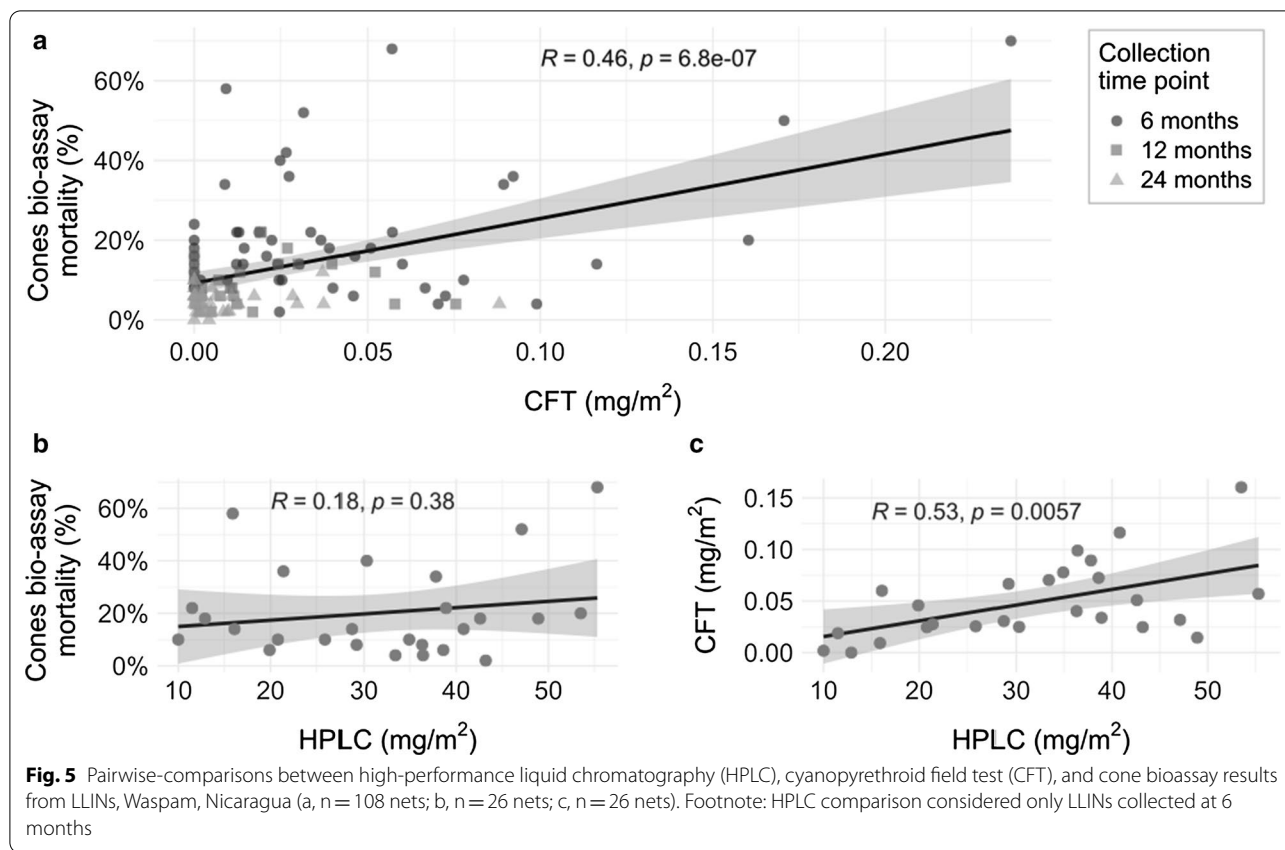 a
R = 0.46, p = 6.8e-07
Cones bio-assay
mortality (%)
60%
40%
20%
0%
0.00 0.05 0.10 0.15 0.20
CFT (mg/m²)
Collection
time point
6 months
12 months
24 months
b
R = 0.18, p = 0.38
Cones bio-assay
mortality (%)
60%
40%
20%
0%
10 20 30 40 50
HPLC (mg/m²)
c
R = 0.53, p = 0.0057
CFT (mg/m²)
0.15
0.10
0.05
0.00
10 20 30 40 50
HPLC (mg/m²)
Fig. 5 Pairwise-comparisons between high-performance liquid chromatography (HPLC), cyanopyrethroid field test (CFT), and cone bioassay results
from LLINs, Waspam, Nicaragua (a, n = 108 nets; b, n = 26 nets; c, n = 26 nets). Footnote: HPLC comparison considered only LLINs collected at 6
months